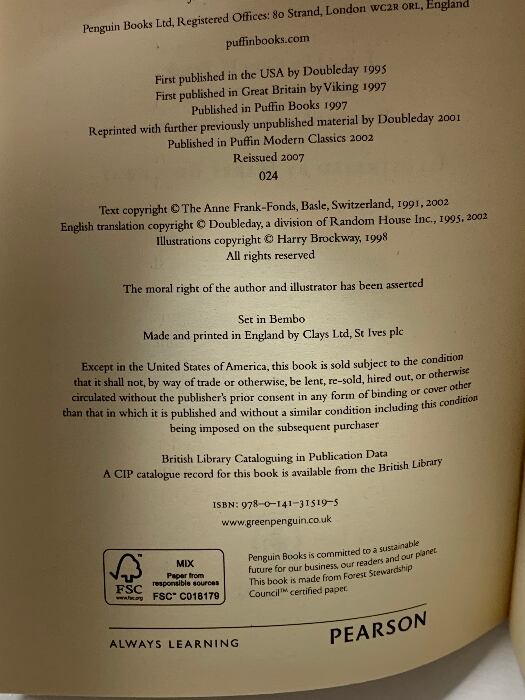 Penguin Books Ltd, Registered Offices: 80 Strand, London WC2R ORL, England
puffinbooks.com
First published in the USA by Doubleday 1995
First published in Great Britain by Viking 1997
Published in Puffin Books 1997
Reprinted with further previously unpublished material by Doubleday 2001
Published in Puffin Modern Classics 2002
Reissued 2007
024
Text copyright © The Anne Frank-Fonds, Basle, Switzerland, 1991, 2002
English translation copyright © Doubleday, a division of Random House Inc., 1995, 2002
Illustrations copyright © Harry Brockway, 1998
All rights reserved
The moral right of the author and illustrator has been asserted
Set in Bembo
Made and printed in England by Clays Ltd, St Ives plc
Except in the United States of America, this book is sold subject to the condition
that it shall not, by way of trade or otherwise, be lent, re-sold, hired out, or otherwise
circulated without the publisher's prior consent in any form of binding or cover other
than that in which it is published and without a similar condition including this condition
being imposed on the subsequent purchaser
British Library Cataloguing in Publication Data
A CIP catalogue record for this book is available from the British Library
ISBN: 978-0-141-31519-5
www.greenpenguin.co.uk
FSC
www.fsc.org
MIX
Paper from
responsible sources
FSC™ C018179
Penguin Books is committed to a sustainable
future for our business, our readers and our planet.
This book is made from Forest Stewardship
Council™ certified paper.
ALWAYS LEARNING
PEARSON